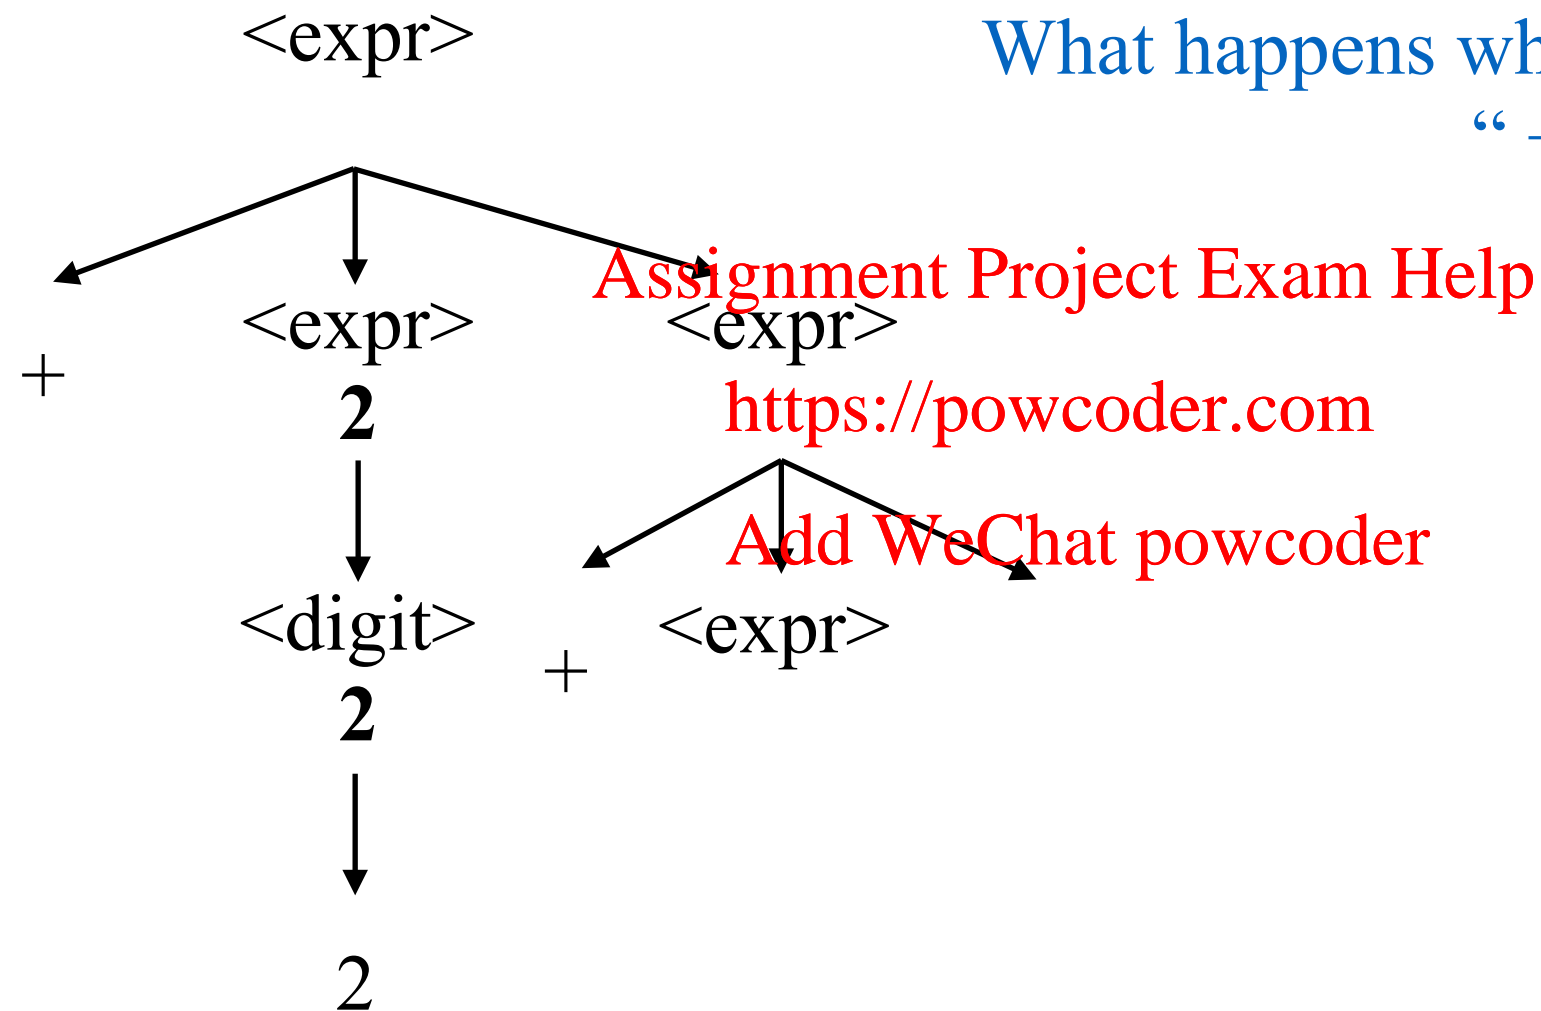 <expr>
What happens wh
“
Assignment Project Exam Help
<expr> <expr>
+
2
https://powcoder.com
Add WeChat powcoder
<digit> <expr>
+
2
2